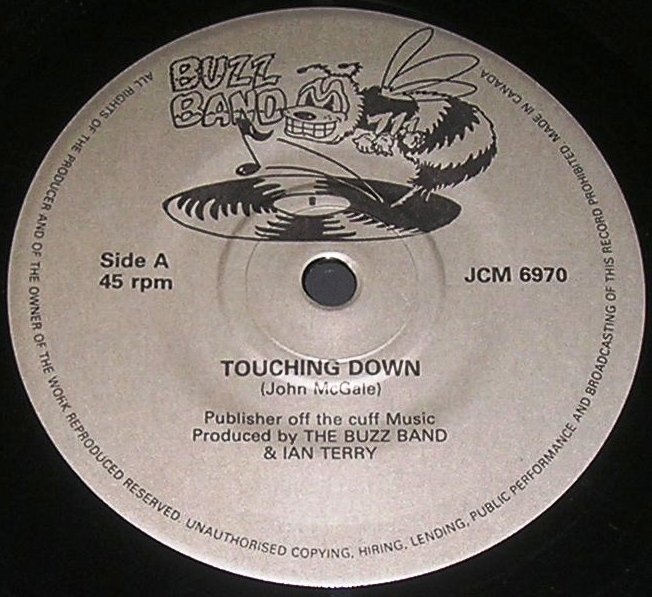 BUZZ
BAND
Side A
45 rpm
JCM 6970
TOUCHING DOWN
(John McGale)
Publisher off the cuff Music
Produced by THE BUZZ BAND
& IAN TERRY
ALL RIGHTS OF THE PRODUCER AND OF THE OWNER OF THE WORK REPRODUCED RESERVED. UNAUTHORISED COPYING, HIRING, LENDING, PUBLIC PERFORMANCE AND BROADCASTING OF THIS RECORD PROHIBITED. MADE IN CANADA